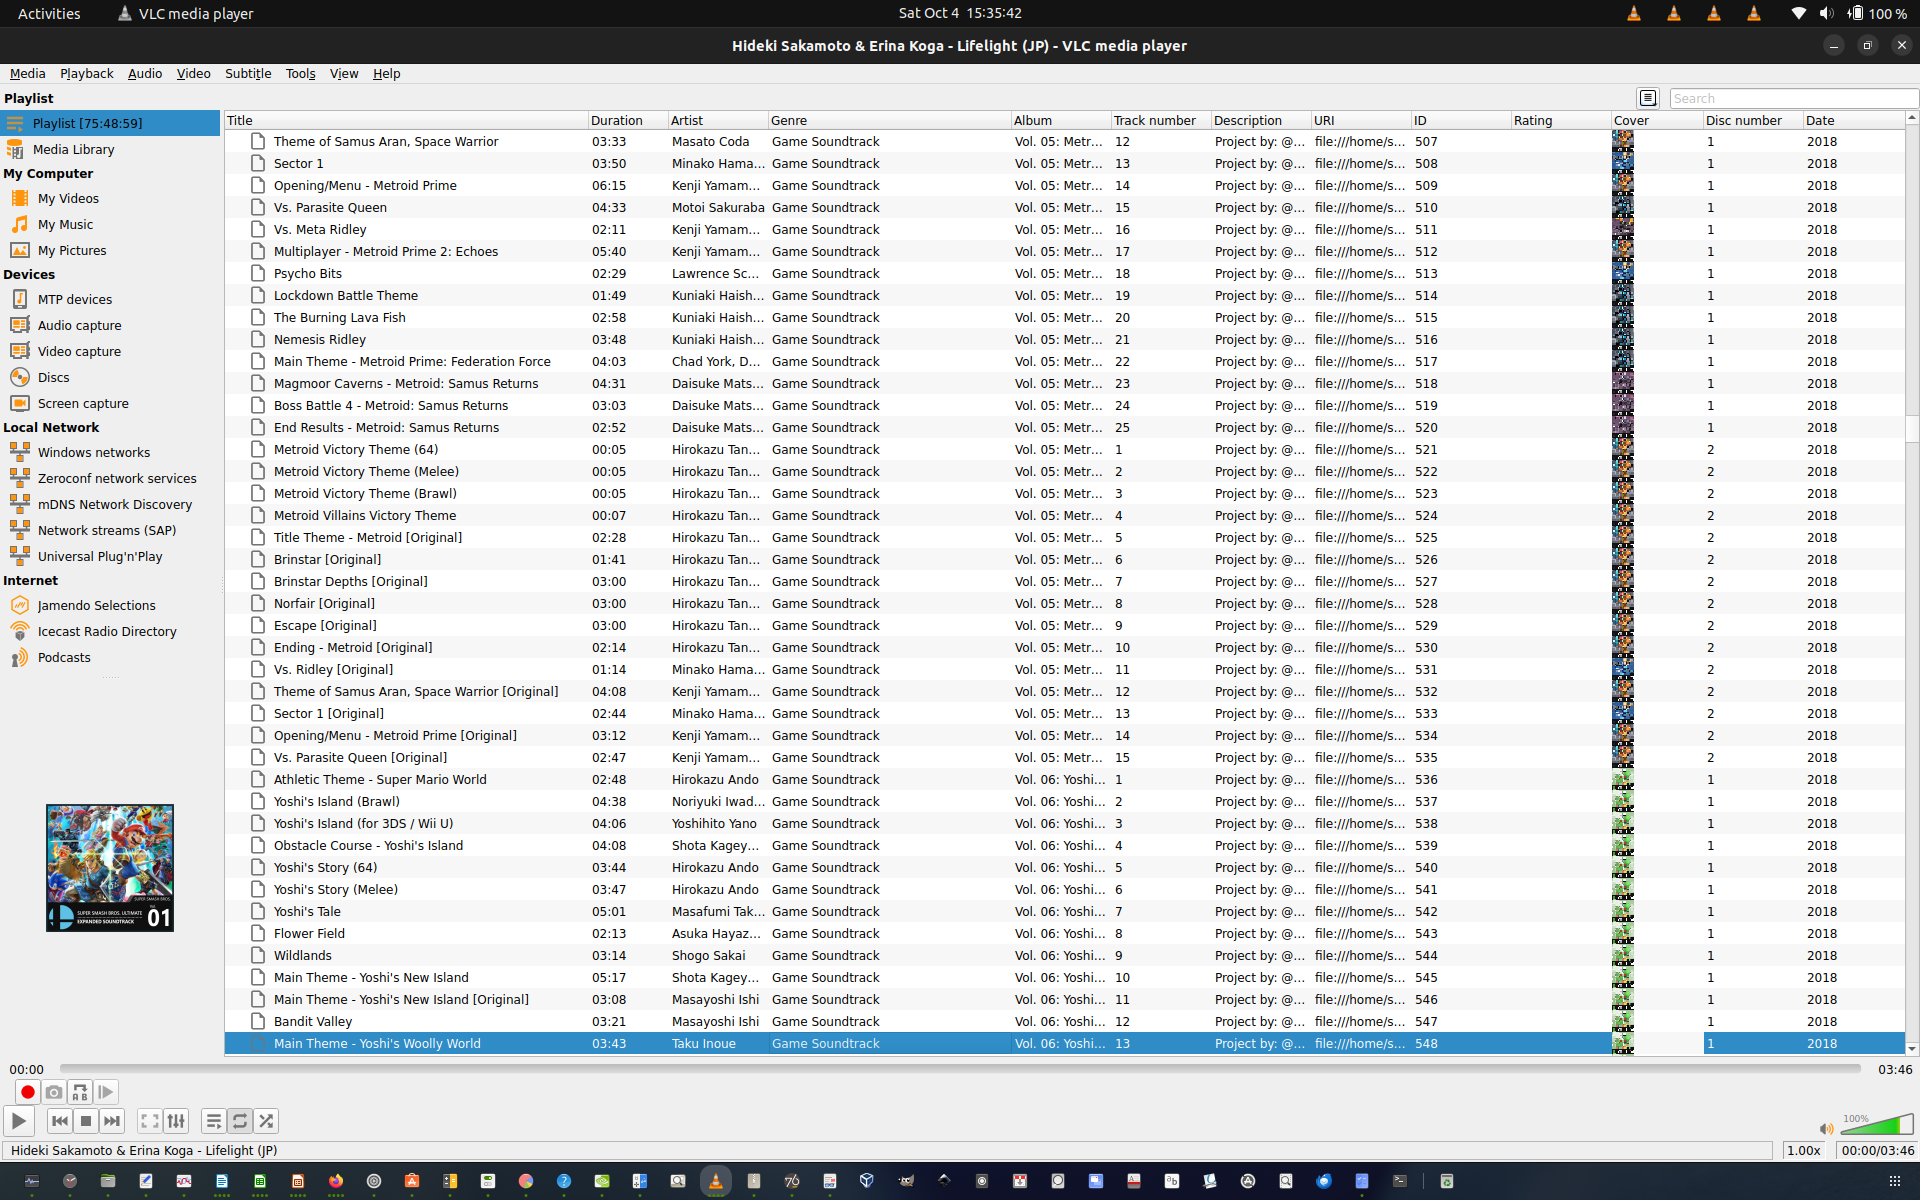 Activities VLC media player Sat Oct 4 15:35:42 100 %
Hideki Sakamoto & Erina Koga - Lifelight (JP) - VLC media player
Media Playback Audio Video Subtitle Tools View Help
Playlist
Search
Playlist [75:48:59]
Media Library
My Computer
My Videos
My Music
My Pictures
Devices
MTP devices
Audio capture
Video capture
Discs
Screen capture
Local Network
Windows networks
Zeroconf network services
mDNS Network Discovery
Network streams (SAP)
Universal Plug'n'Play
Internet
Jamendo Selections
Icecast Radio Directory
Podcasts
SUPER SMASH BROS. ULTIMATE
EXPANDED SOUNDTRACK
01
Title Duration Artist Genre Album Track number Description URI ID Rating Cover Disc number Date
Theme of Samus Aran, Space Warrior 03:33 Masato Coda Game Soundtrack Vol. 05: Metr... 12 Project by: @... file:///home/s... 507 1 2018
Sector 1 03:50 Minako Hama... Game Soundtrack Vol. 05: Metr... 13 Project by: @... file:///home/s... 508 1 2018
Opening/Menu - Metroid Prime 06:15 Kenji Yamam... Game Soundtrack Vol. 05: Metr... 14 Project by: @... file:///home/s... 509 1 2018
Vs. Parasite Queen 04:33 Motoi Sakuraba Game Soundtrack Vol. 05: Metr... 15 Project by: @... file:///home/s... 510 1 2018
Vs. Meta Ridley 02:11 Kenji Yamam... Game Soundtrack Vol. 05: Metr... 16 Project by: @... file:///home/s... 511 1 2018
Multiplayer - Metroid Prime 2: Echoes 05:40 Kenji Yamam... Game Soundtrack Vol. 05: Metr... 17 Project by: @... file:///home/s... 512 1 2018
Psycho Bits 02:29 Lawrence Sc... Game Soundtrack Vol. 05: Metr... 18 Project by: @... file:///home/s... 513 1 2018
Lockdown Battle Theme 01:49 Kuniaki Haish... Game Soundtrack Vol. 05: Metr... 19 Project by: @... file:///home/s... 514 1 2018
The Burning Lava Fish 02:58 Kuniaki Haish... Game Soundtrack Vol. 05: Metr... 20 Project by: @... file:///home/s... 515 1 2018
Nemesis Ridley 03:48 Kuniaki Haish... Game Soundtrack Vol. 05: Metr... 21 Project by: @... file:///home/s... 516 1 2018
Main Theme - Metroid Prime: Federation Force 04:03 Chad York, D... Game Soundtrack Vol. 05: Metr... 22 Project by: @... file:///home/s... 517 1 2018
Magmoor Caverns - Metroid: Samus Returns 04:31 Daisuke Mats... Game Soundtrack Vol. 05: Metr... 23 Project by: @... file:///home/s... 518 1 2018
Boss Battle 4 - Metroid: Samus Returns 03:03 Daisuke Mats... Game Soundtrack Vol. 05: Metr... 24 Project by: @... file:///home/s... 519 1 2018
End Results - Metroid: Samus Returns 02:52 Daisuke Mats... Game Soundtrack Vol. 05: Metr... 25 Project by: @... file:///home/s... 520 1 2018
Metroid Victory Theme (64) 00:05 Hirokazu Tan... Game Soundtrack Vol. 05: Metr... 1 Project by: @... file:///home/s... 521 2 2018
Metroid Victory Theme (Melee) 00:05 Hirokazu Tan... Game Soundtrack Vol. 05: Metr... 2 Project by: @... file:///home/s... 522 2 2018
Metroid Victory Theme (Brawl) 00:05 Hirokazu Tan... Game Soundtrack Vol. 05: Metr... 3 Project by: @... file:///home/s... 523 2 2018
Metroid Villains Victory Theme 00:07 Hirokazu Tan... Game Soundtrack Vol. 05: Metr... 4 Project by: @... file:///home/s... 524 2 2018
Title Theme - Metroid [Original] 02:28 Hirokazu Tan... Game Soundtrack Vol. 05: Metr... 5 Project by: @... file:///home/s... 525 2 2018
Brinstar [Original] 01:41 Hirokazu Tan... Game Soundtrack Vol. 05: Metr... 6 Project by: @... file:///home/s... 526 2 2018
Brinstar Depths [Original] 03:00 Hirokazu Tan... Game Soundtrack Vol. 05: Metr... 7 Project by: @... file:///home/s... 527 2 2018
Norfair [Original] 03:00 Hirokazu Tan... Game Soundtrack Vol. 05: Metr... 8 Project by: @... file:///home/s... 528 2 2018
Escape [Original] 03:00 Hirokazu Tan... Game Soundtrack Vol. 05: Metr... 9 Project by: @... file:///home/s... 529 2 2018
Ending - Metroid [Original] 02:14 Hirokazu Tan... Game Soundtrack Vol. 05: Metr... 10 Project by: @... file:///home/s... 530 2 2018
Vs. Ridley [Original] 01:14 Minako Hama... Game Soundtrack Vol. 05: Metr... 11 Project by: @... file:///home/s... 531 2 2018
Theme of Samus Aran, Space Warrior [Original] 04:08 Kenji Yamam... Game Soundtrack Vol. 05: Metr... 12 Project by: @... file:///home/s... 532 2 2018
Sector 1 [Original] 02:44 Minako Hama... Game Soundtrack Vol. 05: Metr... 13 Project by: @... file:///home/s... 533 2 2018
Opening/Menu - Metroid Prime [Original] 03:12 Kenji Yamam... Game Soundtrack Vol. 05: Metr... 14 Project by: @... file:///home/s... 534 2 2018
Vs. Parasite Queen [Original] 02:47 Kenji Yamam... Game Soundtrack Vol. 05: Metr... 15 Project by: @... file:///home/s... 535 2 2018
Athletic Theme - Super Mario World 02:48 Hirokazu Ando Game Soundtrack Vol. 06: Yoshi... 1 Project by: @... file:///home/s... 536 1 2018
Yoshi's Island (Brawl) 04:38 Noriyuki Iwad... Game Soundtrack Vol. 06: Yoshi... 2 Project by: @... file:///home/s... 537 1 2018
Yoshi's Island (for 3DS / Wii U) 04:06 Yoshihito Yano Game Soundtrack Vol. 06: Yoshi... 3 Project by: @... file:///home/s... 538 1 2018
Obstacle Course - Yoshi's Island 04:08 Shota Kagey... Game Soundtrack Vol. 06: Yoshi... 4 Project by: @... file:///home/s... 539 1 2018
Yoshi's Story (64) 03:44 Hirokazu Ando Game Soundtrack Vol. 06: Yoshi... 5 Project by: @... file:///home/s... 540 1 2018
Yoshi's Story (Melee) 03:47 Hirokazu Ando Game Soundtrack Vol. 06: Yoshi... 6 Project by: @... file:///home/s... 541 1 2018
Yoshi's Tale 05:01 Masafumi Tak... Game Soundtrack Vol. 06: Yoshi... 7 Project by: @... file:///home/s... 542 1 2018
Flower Field 02:13 Asuka Hayaz... Game Soundtrack Vol. 06: Yoshi... 8 Project by: @... file:///home/s... 543 1 2018
Wildlands 03:14 Shogo Sakai Game Soundtrack Vol. 06: Yoshi... 9 Project by: @... file:///home/s... 544 1 2018
Main Theme - Yoshi's New Island 05:17 Shota Kagey... Game Soundtrack Vol. 06: Yoshi... 10 Project by: @... file:///home/s... 545 1 2018
Main Theme - Yoshi's New Island [Original] 03:08 Masayoshi Ishi Game Soundtrack Vol. 06: Yoshi... 11 Project by: @... file:///home/s... 546 1 2018
Bandit Valley 03:21 Masayoshi Ishi Game Soundtrack Vol. 06: Yoshi... 12 Project by: @... file:///home/s... 547 1 2018
Main Theme - Yoshi's Woolly World 03:43 Taku Inoue Game Soundtrack Vol. 06: Yoshi... 13 Project by: @... file:///home/s... 548 1 2018
00:00 03:46
100%
Hideki Sakamoto & Erina Koga - Lifelight (JP) 1.00x 00:00/03:46